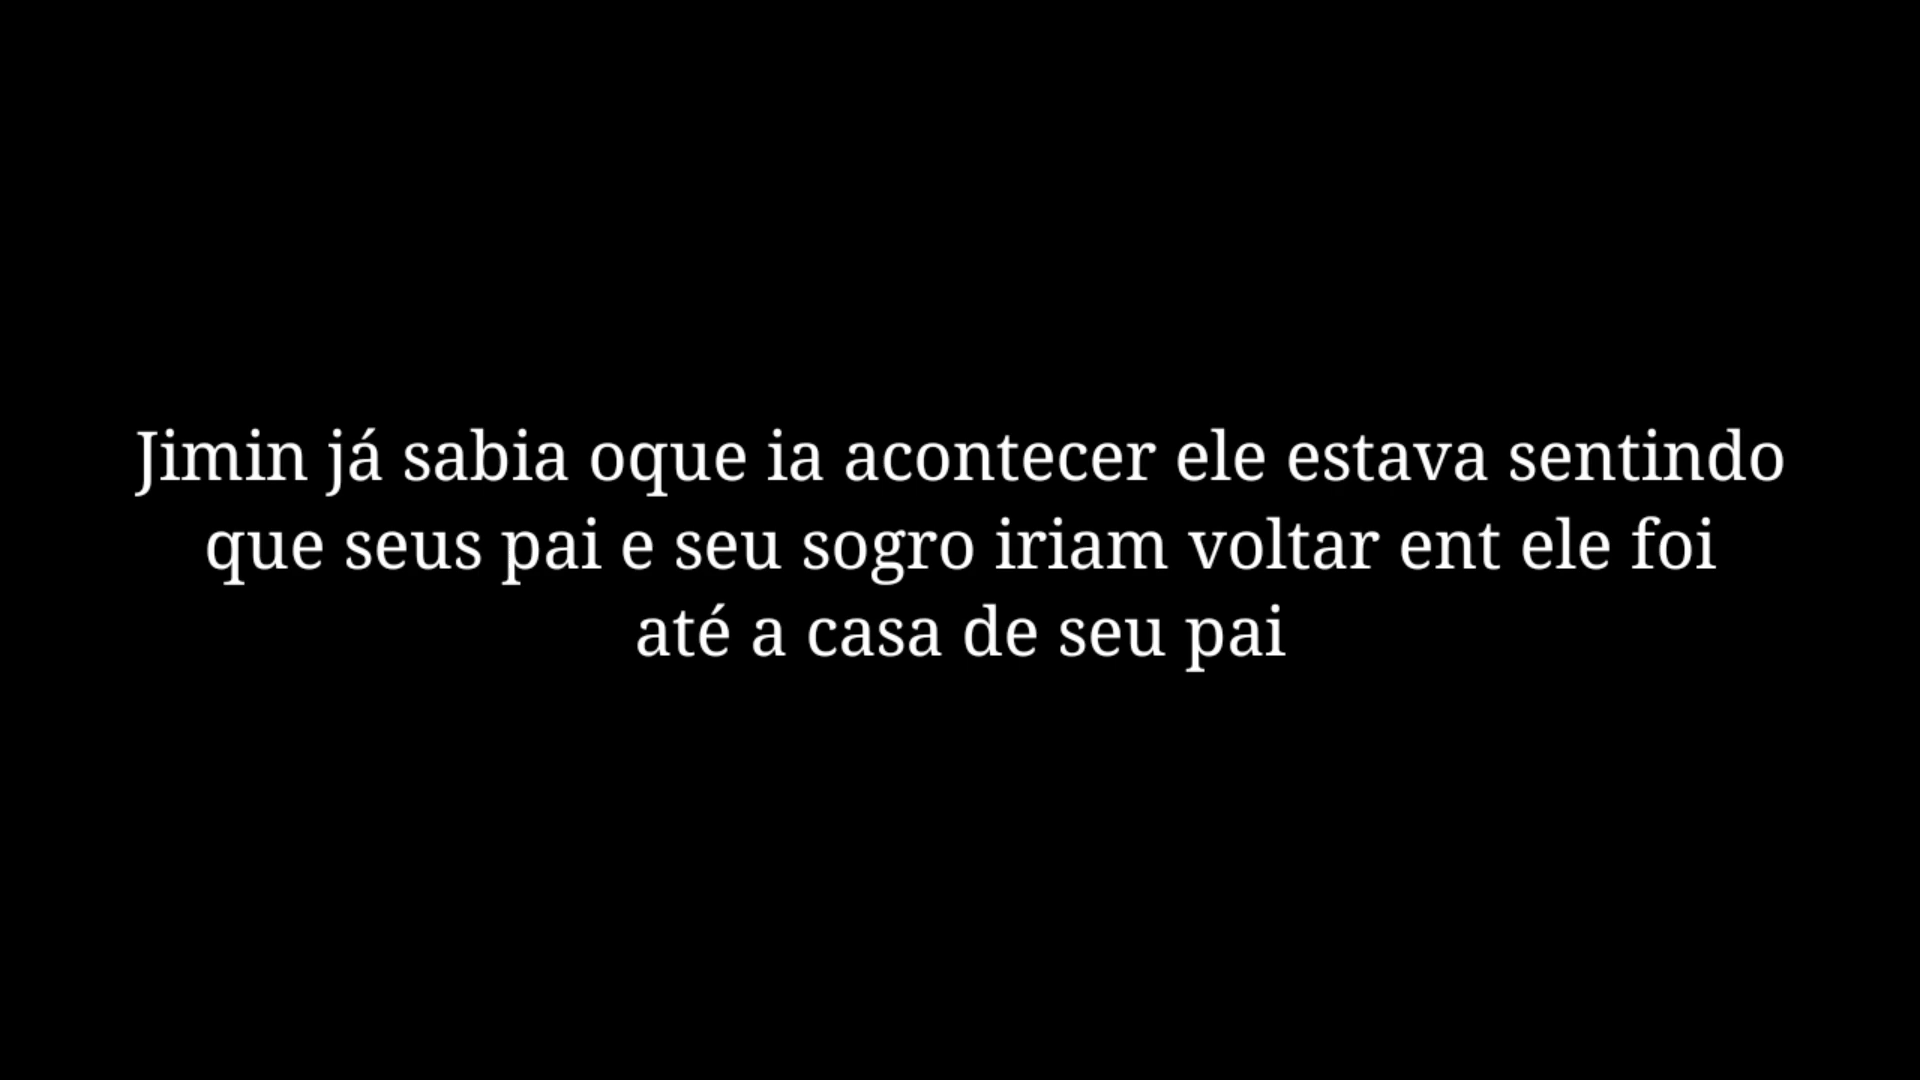 Jimin já sabia oque ia acontecer ele estava sentindo
que seus pai e seu sogro iriam voltar ent ele foi
até a casa de seu pai